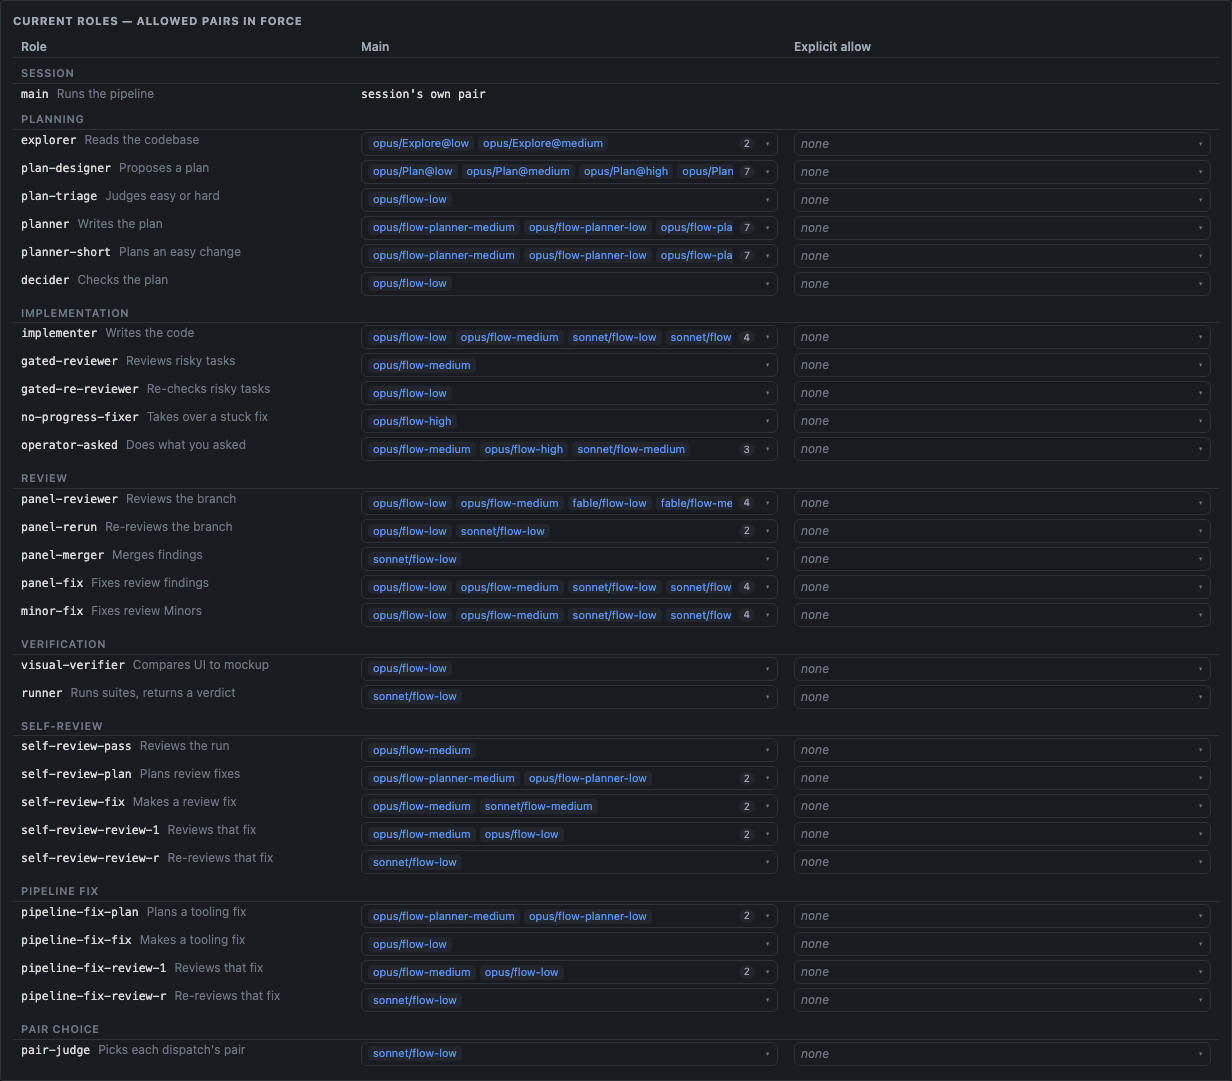 CURRENT ROLES — ALLOWED PAIRS IN FORCE
Role Main Explicit allow
SESSION
main Runs the pipeline session's own pair
PLANNING
explorer Reads the codebase opus/Explore@low opus/Explore@medium 2 none
plan-designer Proposes a plan opus/Plan@low opus/Plan@medium opus/Plan@high opus/Plan 7 none
plan-triage Judges easy or hard opus/flow-low none
planner Writes the plan opus/flow-planner-medium opus/flow-planner-low opus/flow-pla 7 none
planner-short Plans an easy change opus/flow-planner-medium opus/flow-planner-low opus/flow-pla 7 none
decider Checks the plan opus/flow-low none
IMPLEMENTATION
implementer Writes the code opus/flow-low opus/flow-medium sonnet/flow-low sonnet/flow 4 none
gated-reviewer Reviews risky tasks opus/flow-medium none
gated-re-reviewer Re-checks risky tasks opus/flow-low none
no-progress-fixer Takes over a stuck fix opus/flow-high none
operator-asked Does what you asked opus/flow-medium opus/flow-high sonnet/flow-medium 3 none
REVIEW
panel-reviewer Reviews the branch opus/flow-low opus/flow-medium fable/flow-low fable/flow-me 4 none
panel-rerun Re-reviews the branch opus/flow-low sonnet/flow-low 2 none
panel-merger Merges findings sonnet/flow-low none
panel-fix Fixes review findings opus/flow-low opus/flow-medium sonnet/flow-low sonnet/flow 4 none
minor-fix Fixes review Minors opus/flow-low opus/flow-medium sonnet/flow-low sonnet/flow 4 none
VERIFICATION
visual-verifier Compares UI to mockup opus/flow-low none
runner Runs suites, returns a verdict sonnet/flow-low none
SELF-REVIEW
self-review-pass Reviews the run opus/flow-medium none
self-review-plan Plans review fixes opus/flow-planner-medium opus/flow-planner-low 2 none
self-review-fix Makes a review fix opus/flow-medium sonnet/flow-medium 2 none
self-review-review-1 Reviews that fix opus/flow-medium opus/flow-low 2 none
self-review-review-r Re-reviews that fix sonnet/flow-low none
PIPELINE FIX
pipeline-fix-plan Plans a tooling fix opus/flow-planner-medium opus/flow-planner-low 2 none
pipeline-fix-fix Makes a tooling fix opus/flow-low none
pipeline-fix-review-1 Reviews that fix opus/flow-medium opus/flow-low 2 none
pipeline-fix-review-r Re-reviews that fix sonnet/flow-low none
PAIR CHOICE
pair-judge Picks each dispatch's pair sonnet/flow-low none